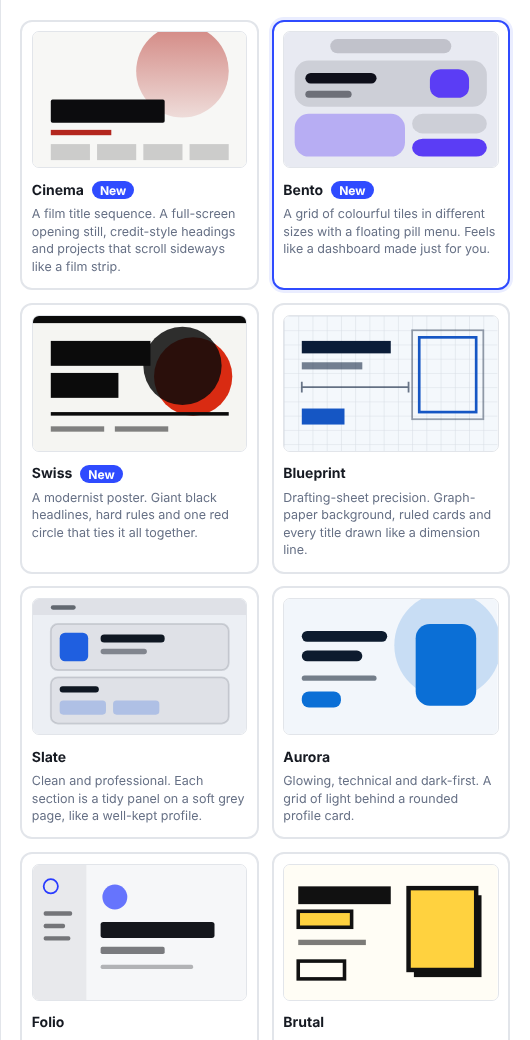 Cinema New
A film title sequence. A full-screen
opening still, credit-style headings
and projects that scroll sideways
like a film strip.
Bento New
A grid of colourful tiles in different
sizes with a floating pill menu. Feels
like a dashboard made just for you.
Swiss New
A modernist poster. Giant black
headlines, hard rules and one red
circle that ties it all together.
Blueprint
Drafting-sheet precision. Graph-
paper background, ruled cards and
every title drawn like a dimension
line.
Slate
Clean and professional. Each
section is a tidy panel on a soft grey
page, like a well-kept profile.
Aurora
Glowing, technical and dark-first. A
grid of light behind a rounded
profile card.
Folio
Brutal